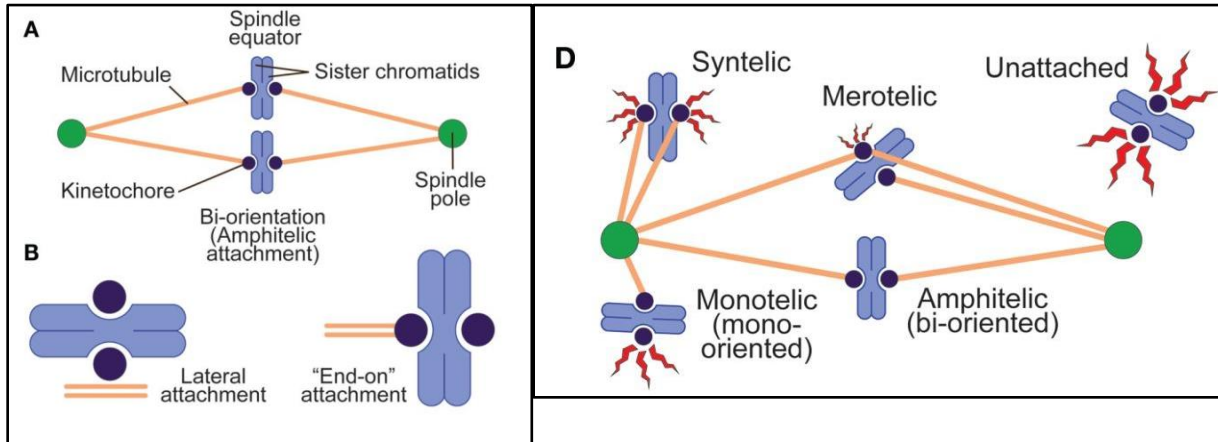 A
Spindle
equator
Microtubule
Sister chromatids
Kinetochore
Spindle
pole
Bi-orientation
(Amphitelic
attachment)
B
Lateral
attachment
“End-on”
attachment
D
Syntelic
Merotelic
Unattached
Monotelic
(mono-
oriented)
Amphitelic
(bi-oriented)